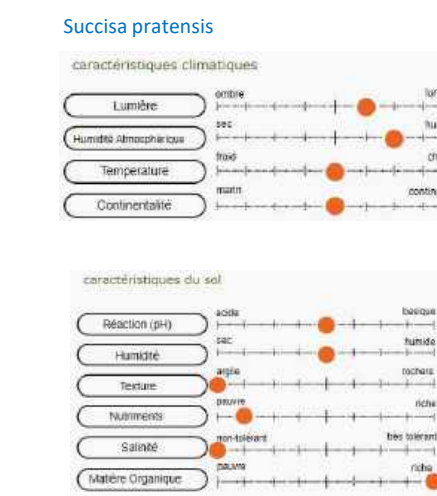 Succisa pratensis
caractéristiques climatiques
ombre
Lumière
sec
Humidité Atmosphérique
froid
Température
marin
Continentalité
caractéristiques du sol
acide basique
Réaction (pH)
sec humide
Humidité
argile rochers
Texture
pauvre riche
Nutriments
non-tolérant très tolérant
Salinité
pauvre riche
Matière Organique